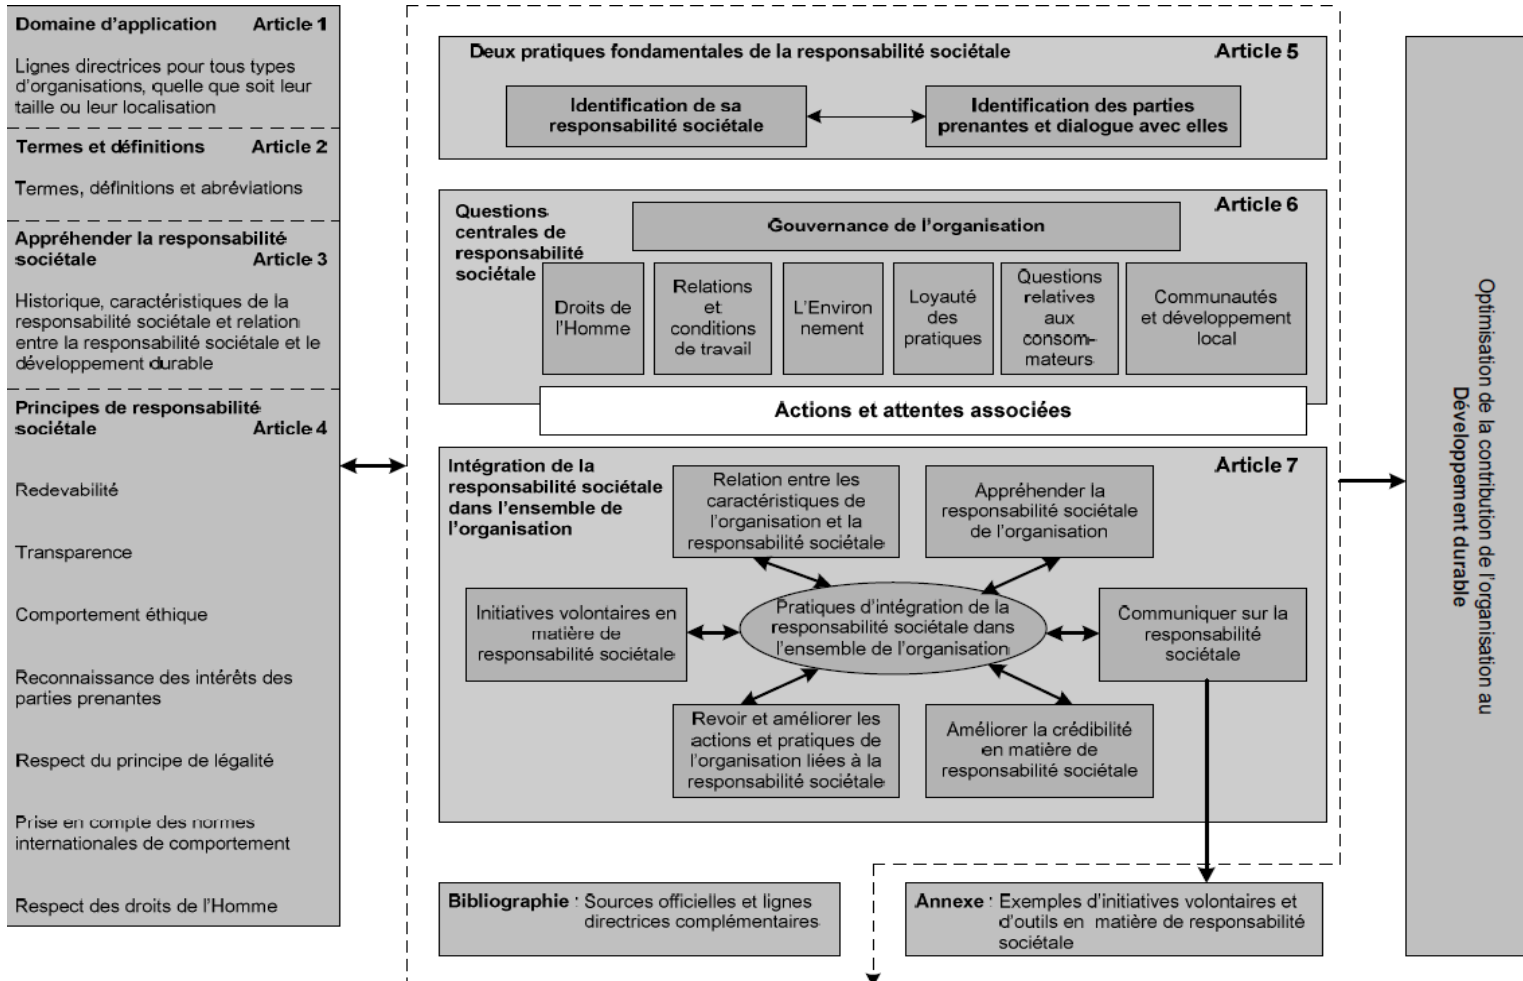 Domaine d'application Article 1
Lignes directrices pour tous types
d'organisations, quelle que soit leur
taille ou leur localisation
Termes et définitions Article 2
Termes, définitions et abréviations
Appréhender la responsabilité
sociétale Article 3
Historique, caractéristiques de la
responsabilité sociétale et relation
entre la responsabilité sociétale et le
développement durable
Principes de responsabilité
sociétale Article 4
Redevabilité
Transparence
Comportement éthique
Reconnaissance des intérêts des
parties prenantes
Respect du principe de légalité
Prise en compte des normes
internationales de comportement
Respect des droits de l'Homme
Deux pratiques fondamentales de la responsabilité sociétale Article 5
Identification de sa
responsabilité sociétale
Identification des parties
prenantes et dialogue avec elles
Questions
centrales de
responsabilité
sociétale
Article 6
Gouvernance de l'organisation
Droits de
l'Homme
Relations
et
conditions
de travail
L'Environ
nement
Loyauté
des
pratiques
Questions
relatives
aux
consom-
mateurs
Communautés
et développement
local
Actions et attentes associées
Intégration de la
responsabilité sociétale
dans l'ensemble de
l'organisation
Article 7
Relation entre les
caractéristiques de
l'organisation et la
responsabilité sociétale
Appréhender la
responsabilité sociétale
de l'organisation
Initiatives volontaires en
matière de
responsabilité sociétale
Pratiques d'intégration de la
responsabilité sociétale dans
l'ensemble de l'organisation
Communiquer sur la
responsabilité
sociétale
Revoir et améliorer les
actions et pratiques de
l'organisation liées à la
responsabilité sociétale
Améliorer la crédibilité
en matière de
responsabilité sociétale
Bibliographie : Sources officielles et lignes
directrices complémentaires
Annexe : Exemples d'initiatives volontaires et
d'outils en matière de responsabilité
sociétale
Optimisation de la contribution de l'organisation au
Développement durable